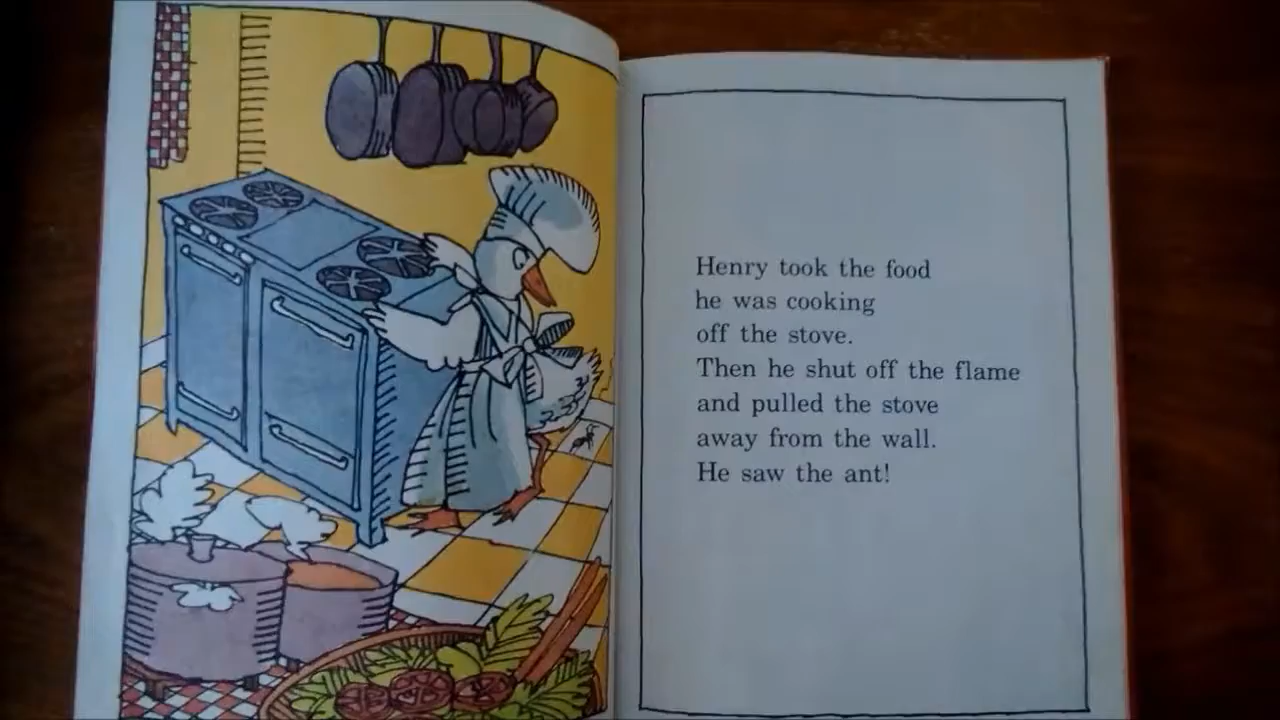 Henry took the food
he was cooking
off the stove.
Then he shut off the flame
and pulled the stove
away from the wall.
He saw the ant!